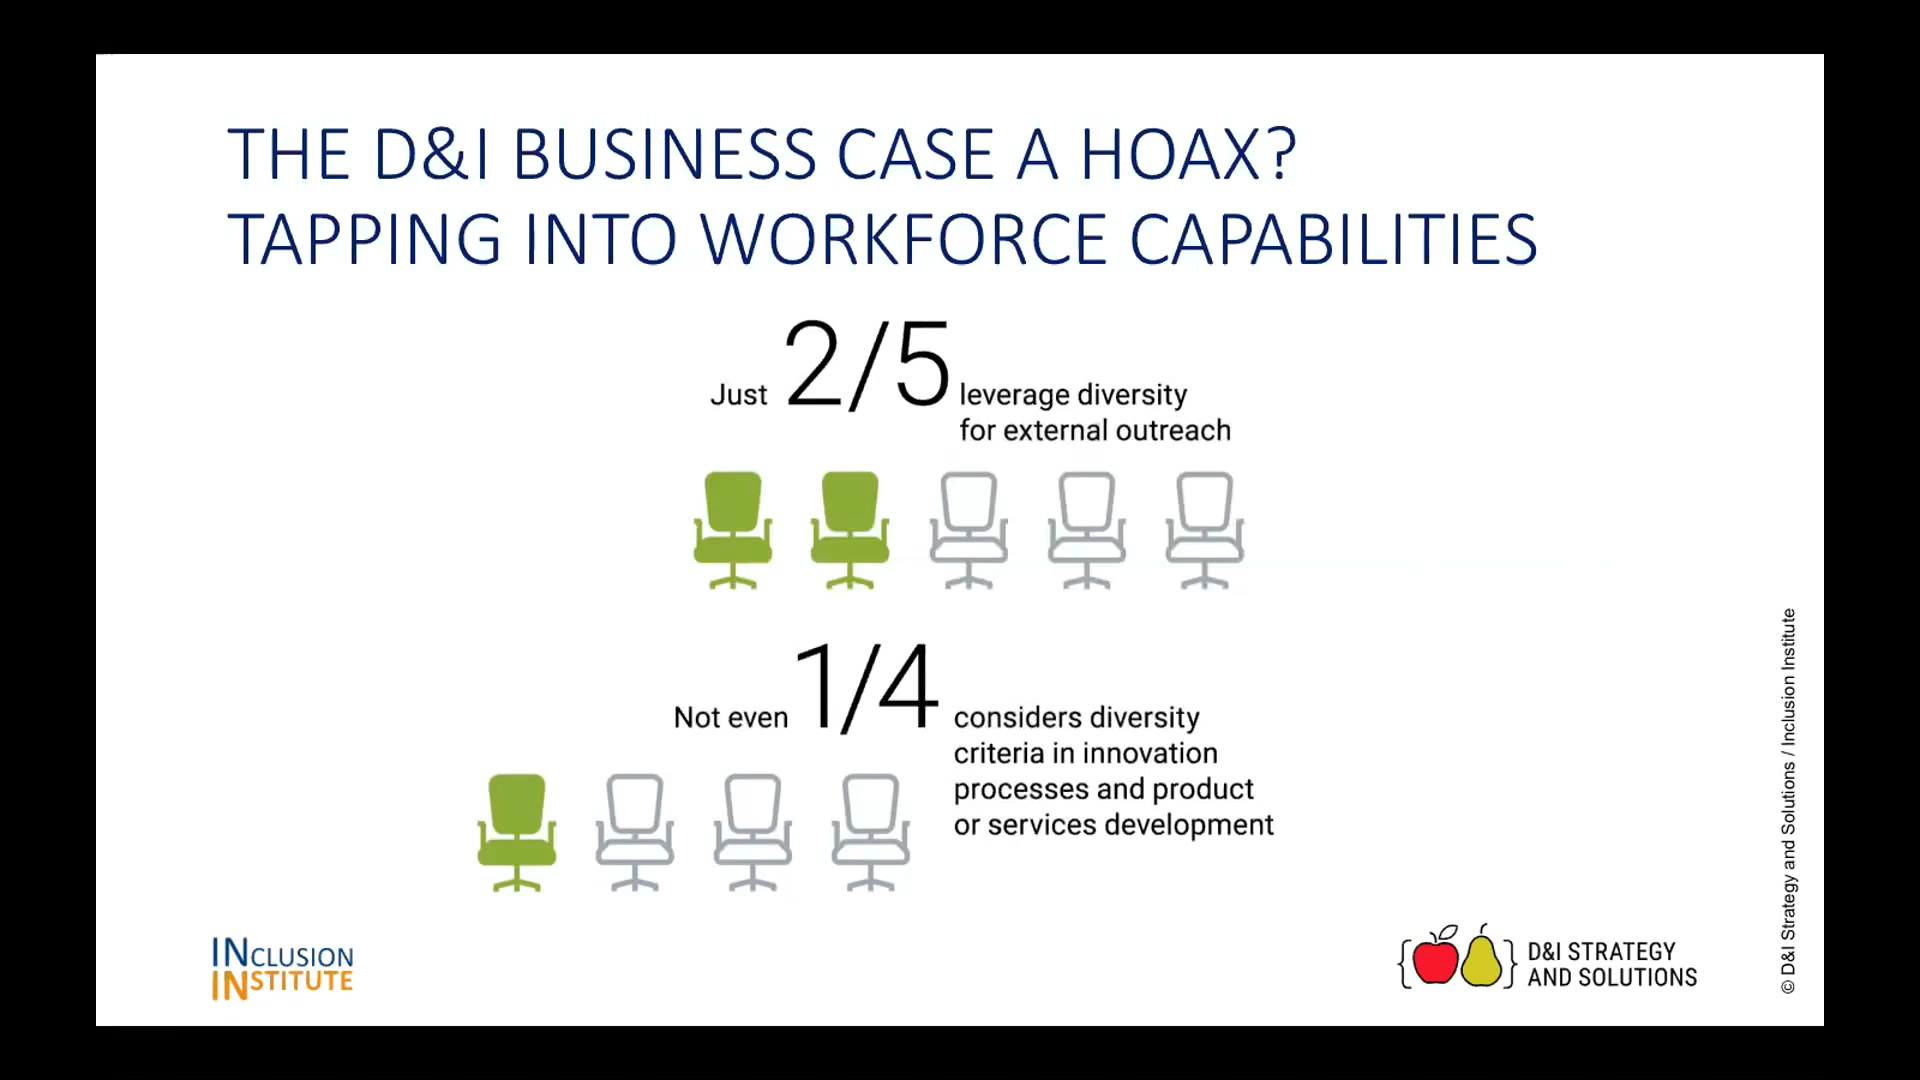 THE D&I BUSINESS CASE A HOAX?
TAPPING INTO WORKFORCE CAPABILITIES
Just 2/5 leverage diversity
for external outreach
Not even 1/4 considers diversity
criteria in innovation
processes and product
or services development
INCLUSION
INSTITUTE
D&I STRATEGY
AND SOLUTIONS
© D&I Strategy and Solutions / Inclusion Institute